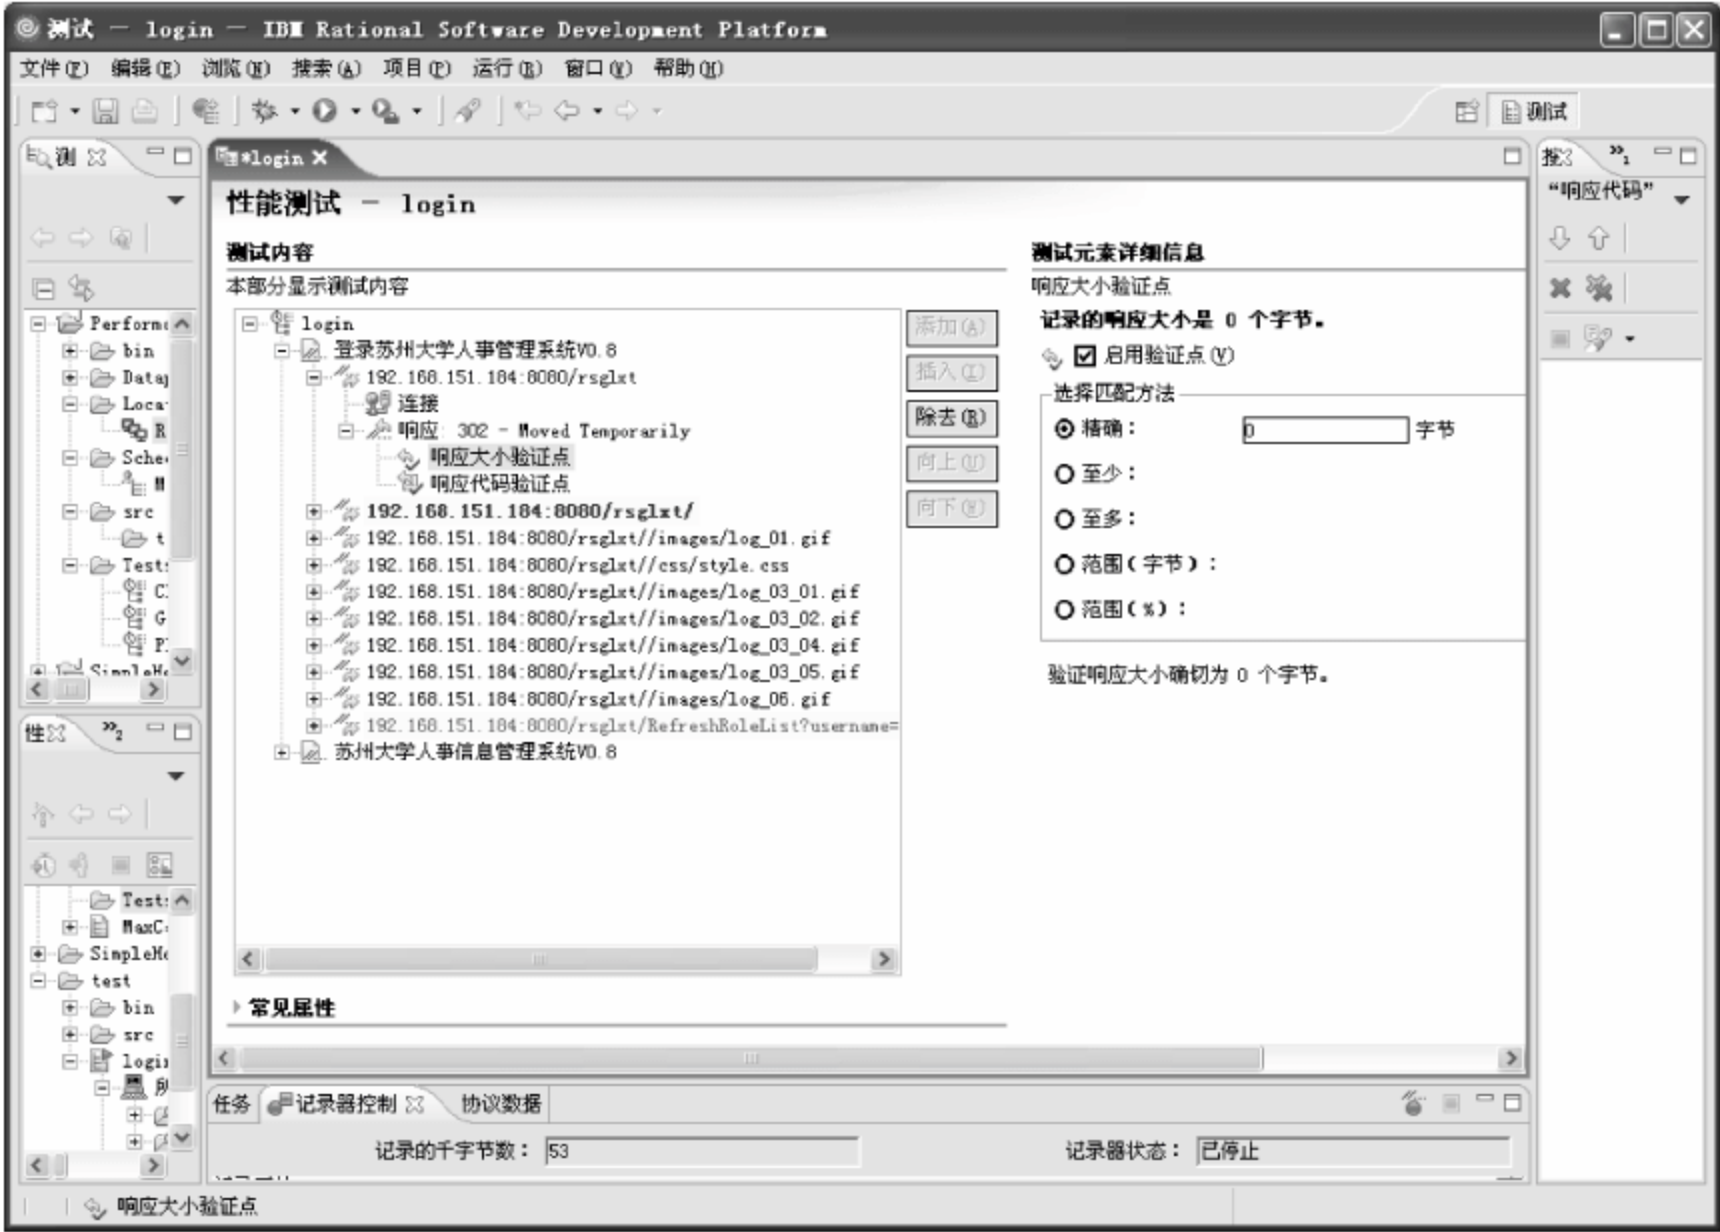 测试 - login - IBM Rational Software Development Platform
文件(F) 编辑(E) 浏览(N) 搜索(A) 项目(P) 运行(R) 窗口(W) 帮助(H)
测试
测
*login
性能测试 - login
测试内容
本部分显示测试内容
login
登录苏州大学人事管理系统V0.8
192.168.151.184:8080/rsglxt
连接
响应: 302 - Moved Temporarily
响应大小验证点
响应代码验证点
192.168.151.184:8080/rsglxt/
192.168.151.184:8080/rsglxt//images/log_01.gif
192.168.151.184:8080/rsglxt//css/style.css
192.168.151.184:8080/rsglxt//images/log_03_01.gif
192.168.151.184:8080/rsglxt//images/log_03_02.gif
192.168.151.184:8080/rsglxt//images/log_03_04.gif
192.168.151.184:8080/rsglxt//images/log_03_05.gif
192.168.151.184:8080/rsglxt//images/log_06.gif
192.168.151.184:8080/rsglxt/RefreshRoleList?username=
苏州大学人事信息管理系统V0.8
常见属性
添加(A)
插入(I)
除去(R)
向上(U)
向下(W)
测试元素详细信息
响应大小验证点
记录的响应大小是 0 个字节。
启用验证点(V)
选择匹配方法
精确: 0 字节
至少:
至多:
范围(字节):
范围(%):
验证响应大小确切为 0 个字节。
“响应代码”
Performa
bin
Datap
Loca
R
Sche
M
src
t
Test
C
G
P
SimpleHe
性
Test
MaxC
SimpleHe
test
bin
src
login
所
任务 记录器控制 协议数据
记录的千字节数: 53 记录器状态: 已停止
响应大小验证点